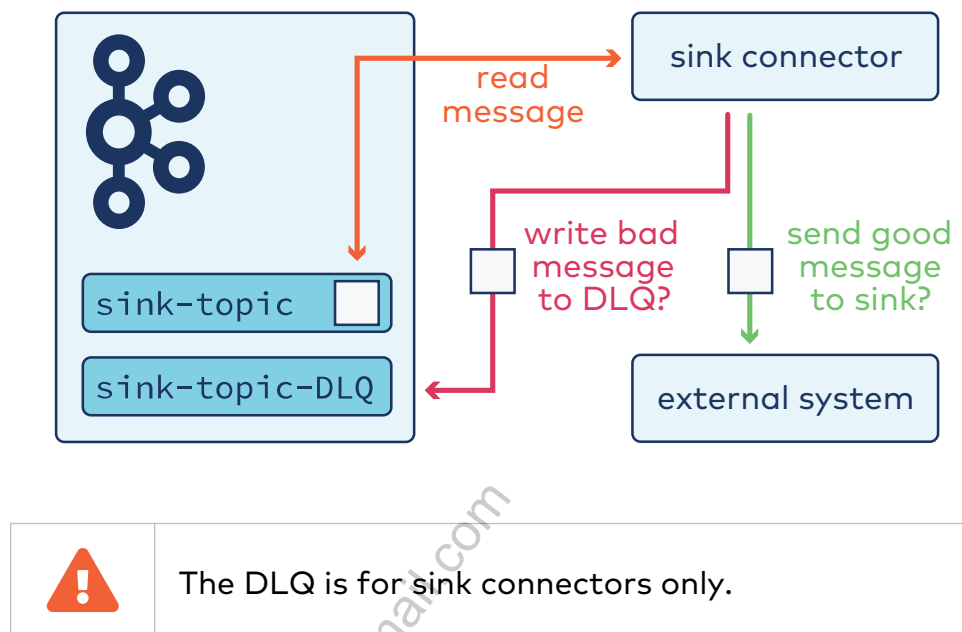 sink connector
read
message
write bad
message
to DLQ?
send good
message
to sink?
sink-topic
sink-topic-DLQ
external system
The DLQ is for sink connectors only.